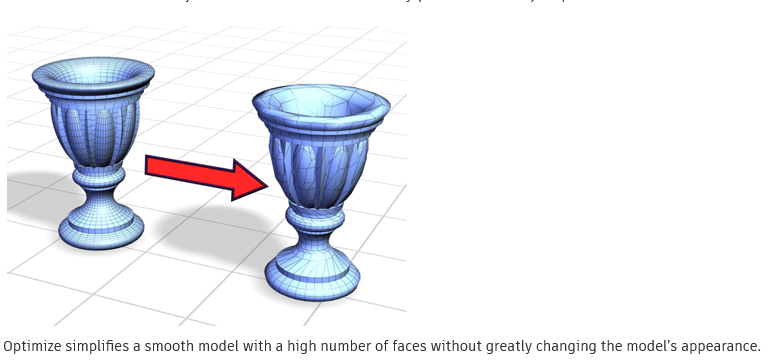 Optimize simplifies a smooth model with a high number of faces without greatly changing the model's appearance.